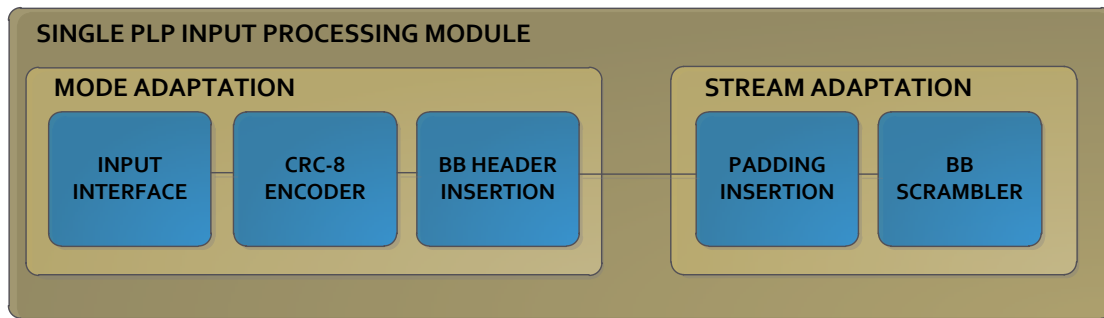 SINGLE PLP INPUT PROCESSING MODULE
MODE ADAPTATION
INPUT
INTERFACE
CRC-8
ENCODER
BB HEADER
INSERTION
STREAM ADAPTATION
PADDING
INSERTION
BB
SCRAMBLER